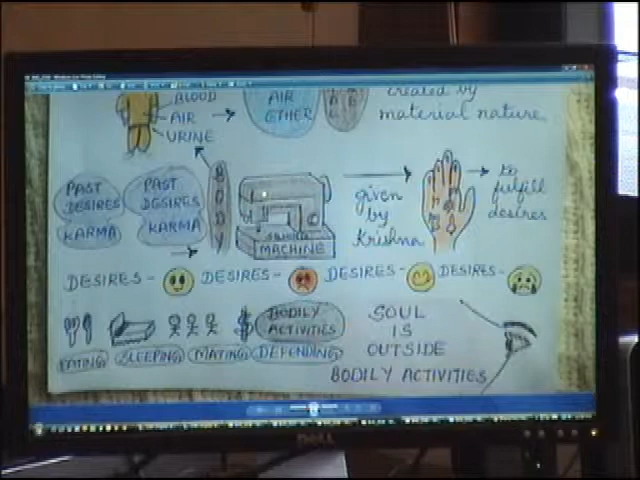 BLOOD
AIR
URINE
AIR
ETHER
created by
material nature
PAST
DESIRES
KARMA
PAST
DESIRES
KARMA
BODY
MACHINE
given
by
Krishna
to
fulfill
desires
DESIRES - DESIRES - DESIRES - DESIRES -
BODILY
ACTIVITIES
EATING SLEEPING MATING DEFENDING
SOUL
IS
OUTSIDE
BODILY ACTIVITIES
DELL